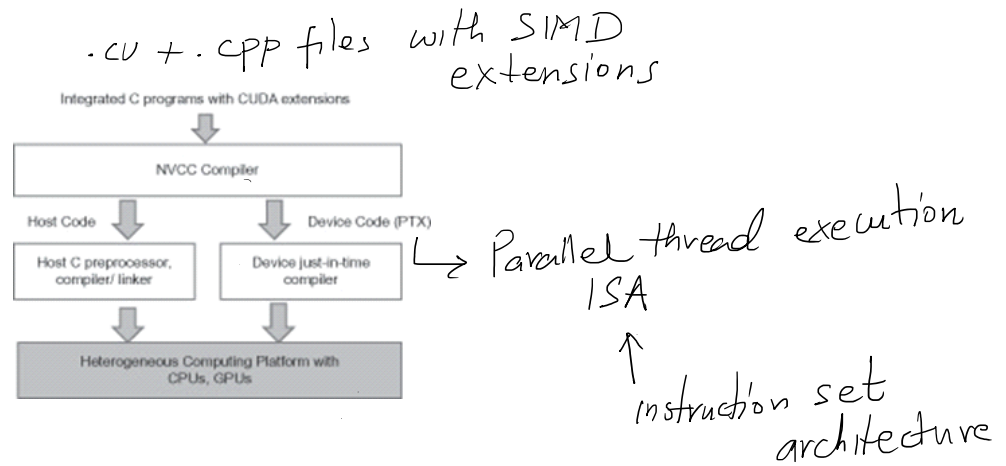 .cu + .cpp files with SIMD
extensions
Integrated C programs with CUDA extensions
NVCC Compiler
Host Code
Device Code (PTX)
Host C preprocessor,
compiler/ linker
Device just-in-time
compiler
Parallel thread execution
ISA
Heterogeneous Computing Platform with
CPUs, GPUs
instruction set
architecture